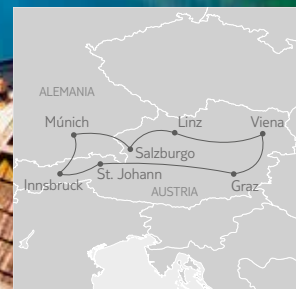 ALEMANIA
Múnich
Linz
Viena
Salzburgo
St. Johann
Innsbruck
Graz
AUSTRIA